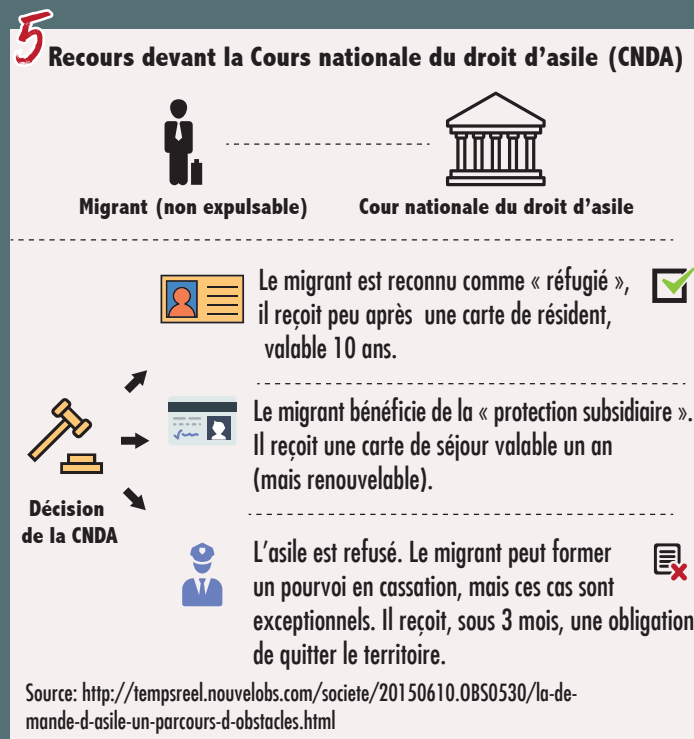 5
Recours devant la Cours nationale du droit d'asile (CNDA)
Migrant (non expulsable)
Cour nationale du droit d'asile
Le migrant est reconnu comme « réfugié »,
il reçoit peu après une carte de résident,
valable 10 ans.
Le migrant bénéficie de la « protection subsidiaire ».
Il reçoit une carte de séjour valable un an
(mais renouvelable).
Décision
de la CNDA
L'asile est refusé. Le migrant peut former
un pourvoi en cassation, mais ces cas sont
exceptionnels. Il reçoit, sous 3 mois, une obligation
de quitter le territoire.
Source: http://tempsreel.nouvelobs.com/societe/20150610.OBS0530/la-de-
mande-d-asile-un-parcours-d-obstacles.html